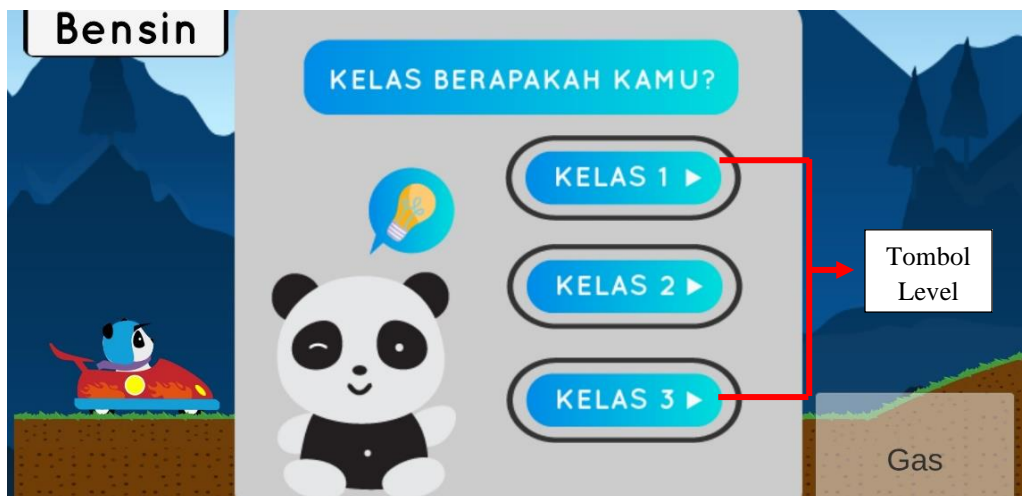 Bensin
KELAS BERAPAKAH KAMU?
KELAS 1
KELAS 2
KELAS 3
Tombol
Level
Gas